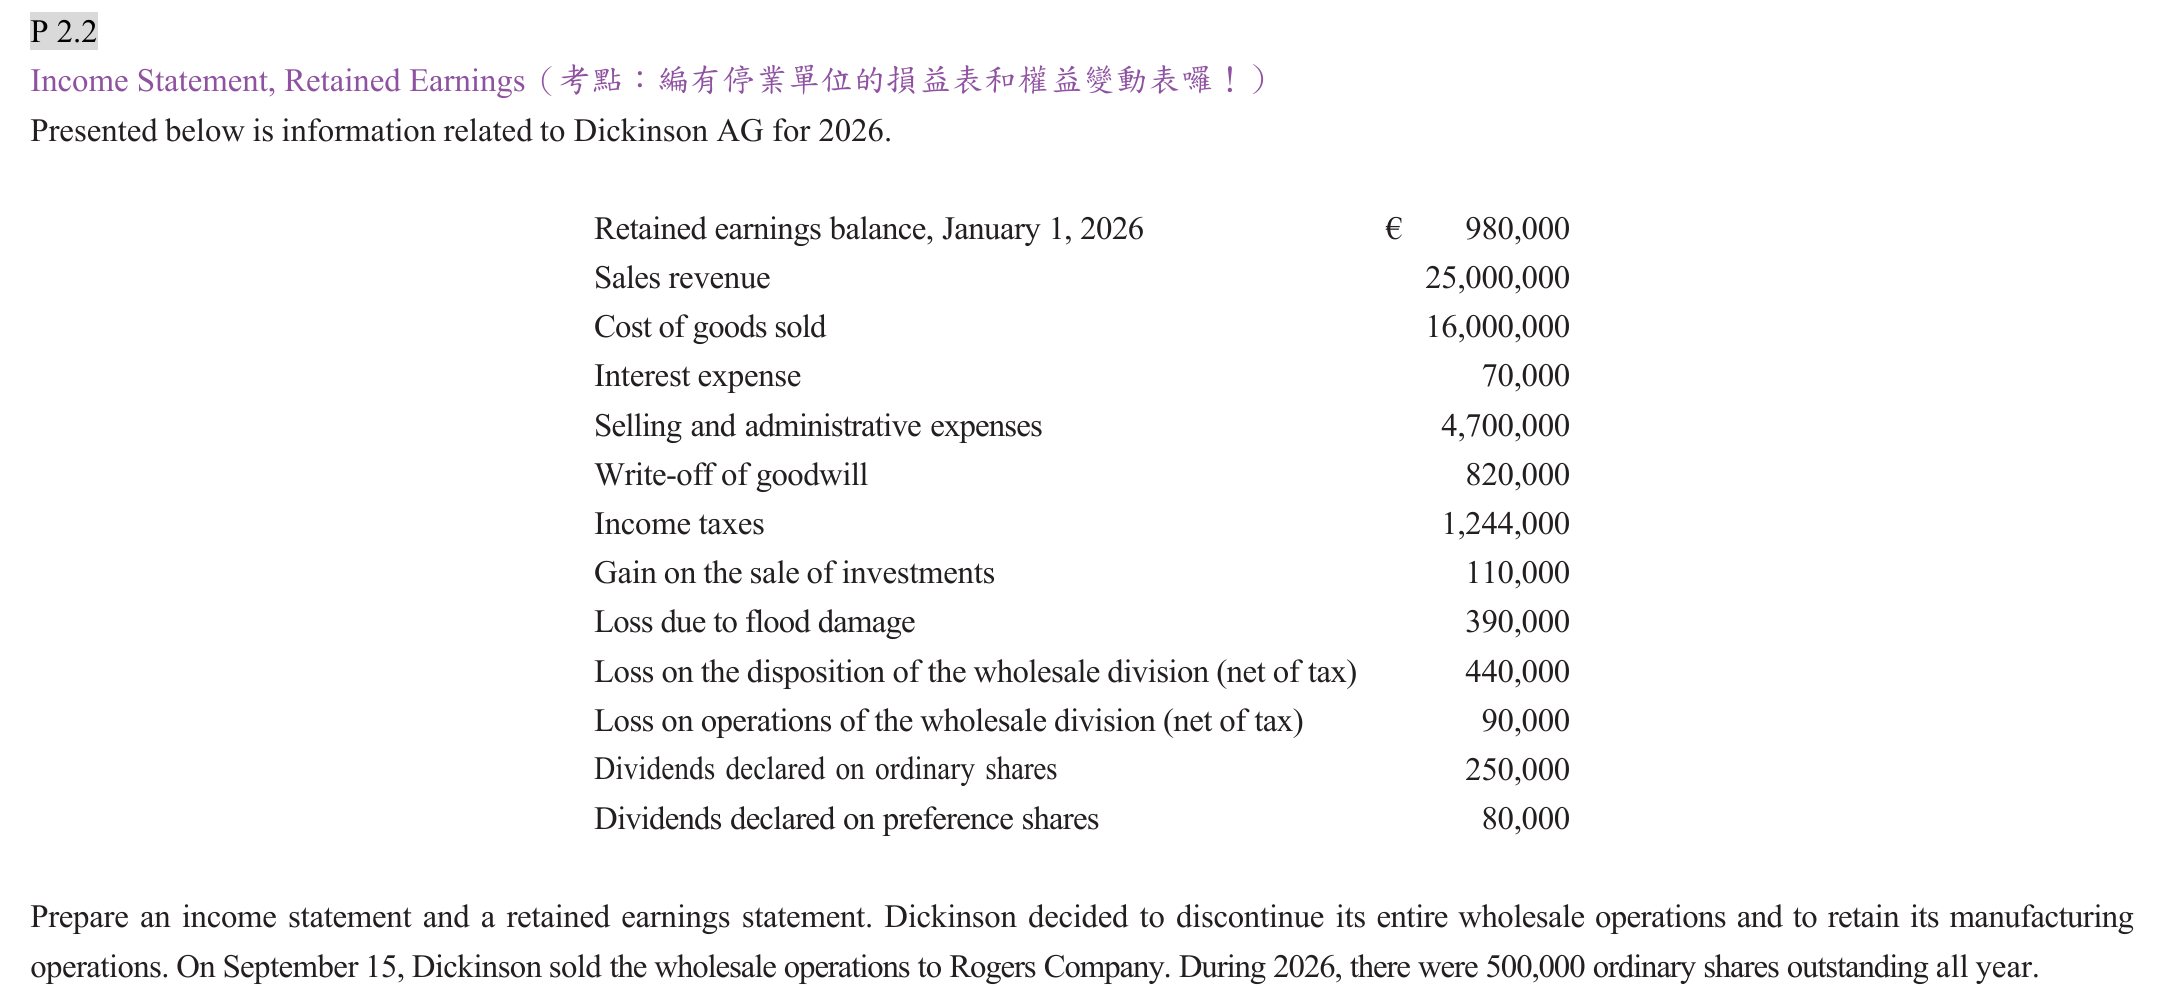 P 2.2
Income Statement, Retained Earnings（考點：編有停業單位的損益表和權益變動表囉！）
Presented below is information related to Dickinson AG for 2026.
Retained earnings balance, January 1, 2026 € 980,000
Sales revenue 25,000,000
Cost of goods sold 16,000,000
Interest expense 70,000
Selling and administrative expenses 4,700,000
Write-off of goodwill 820,000
Income taxes 1,244,000
Gain on the sale of investments 110,000
Loss due to flood damage 390,000
Loss on the disposition of the wholesale division (net of tax) 440,000
Loss on operations of the wholesale division (net of tax) 90,000
Dividends declared on ordinary shares 250,000
Dividends declared on preference shares 80,000
Prepare an income statement and a retained earnings statement. Dickinson decided to discontinue its entire wholesale operations and to retain its manufacturing
operations. On September 15, Dickinson sold the wholesale operations to Rogers Company. During 2026, there were 500,000 ordinary shares outstanding all year.